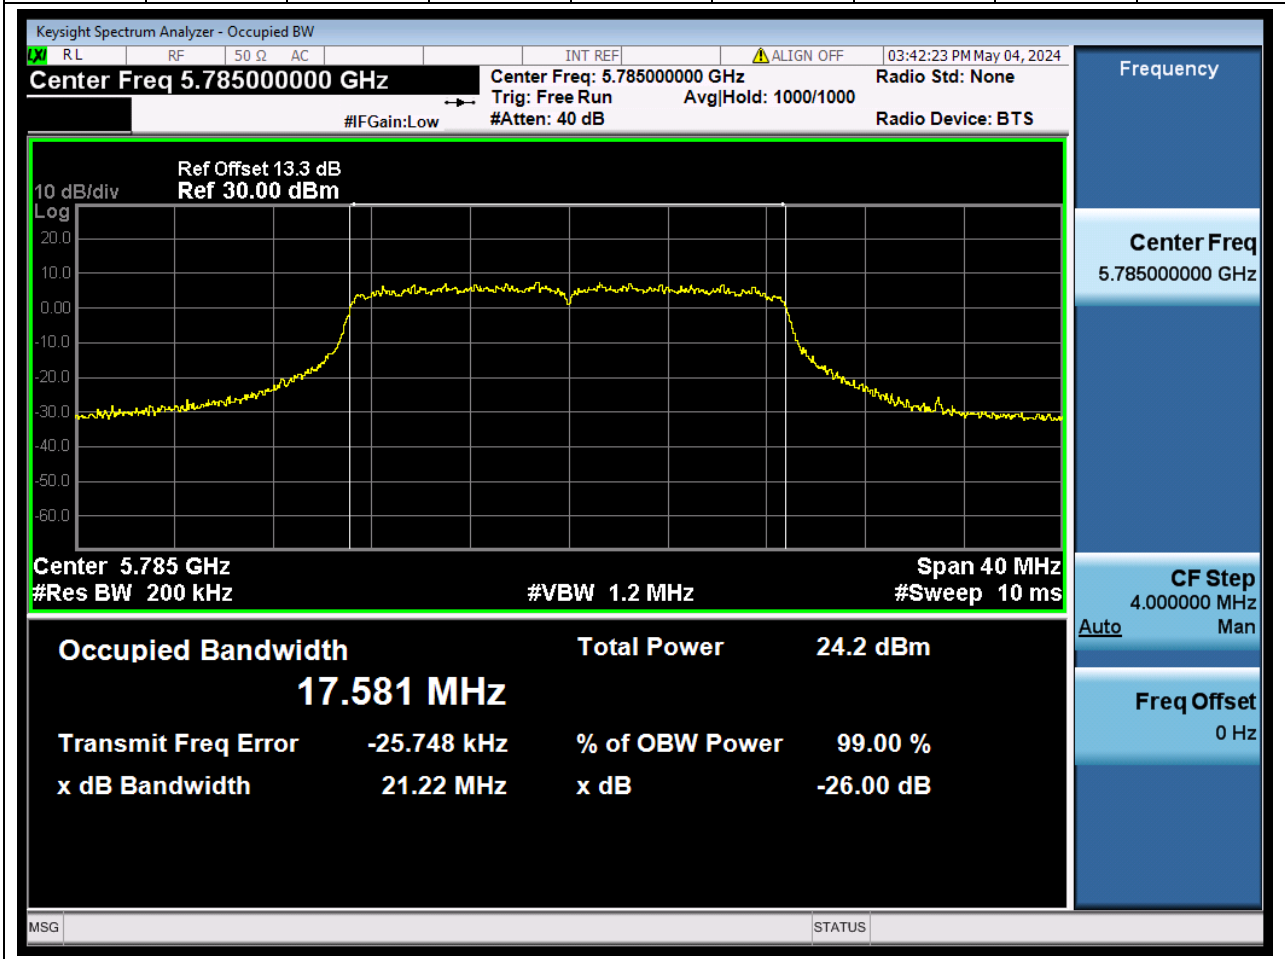 Keysight Spectrum Analyzer - Occupied BW
LXI RL RF 50 Ω AC INT REF ALIGN OFF 03:42:23 PM May 04, 2024
Center Freq 5.785000000 GHz
Center Freq: 5.785000000 GHz Radio Std: None
Trig: Free Run Avg|Hold: 1000/1000
#IFGain:Low #Atten: 40 dB Radio Device: BTS
Ref Offset 13.3 dB
10 dB/div Ref 30.00 dBm
Log
20.0
10.0
0.00
-10.0
-20.0
-30.0
-40.0
-50.0
-60.0
Center 5.785 GHz Span 40 MHz
#Res BW 200 kHz #VBW 1.2 MHz #Sweep 10 ms
Occupied Bandwidth Total Power 24.2 dBm
17.581 MHz
Transmit Freq Error -25.748 kHz % of OBW Power 99.00 %
x dB Bandwidth 21.22 MHz x dB -26.00 dB
MSG STATUS
Frequency
Center Freq
5.785000000 GHz
CF Step
4.000000 MHz
Auto Man
Freq Offset
0 Hz